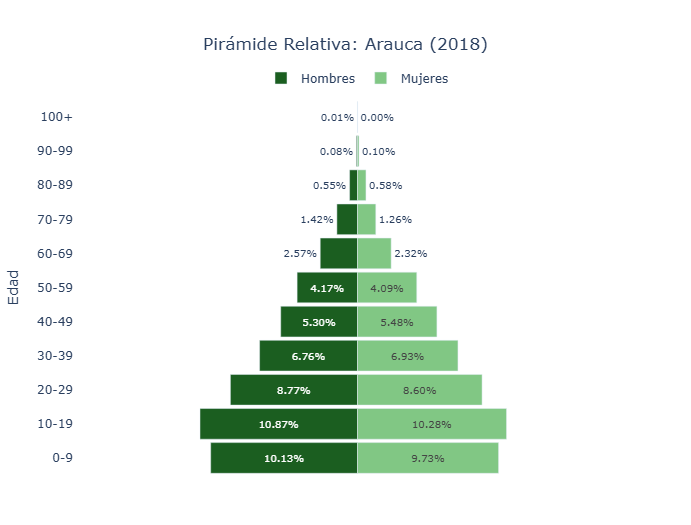 Pirámide Relativa: Arauca (2018)
Hombres Mujeres
100+ 0.01% 0.00%
90-99 0.08% 0.10%
80-89 0.55% 0.58%
70-79 1.42% 1.26%
60-69 2.57% 2.32%
Edad
50-59 4.17% 4.09%
40-49 5.30% 5.48%
30-39 6.76% 6.93%
20-29 8.77% 8.60%
10-19 10.87% 10.28%
0-9 10.13% 9.73%